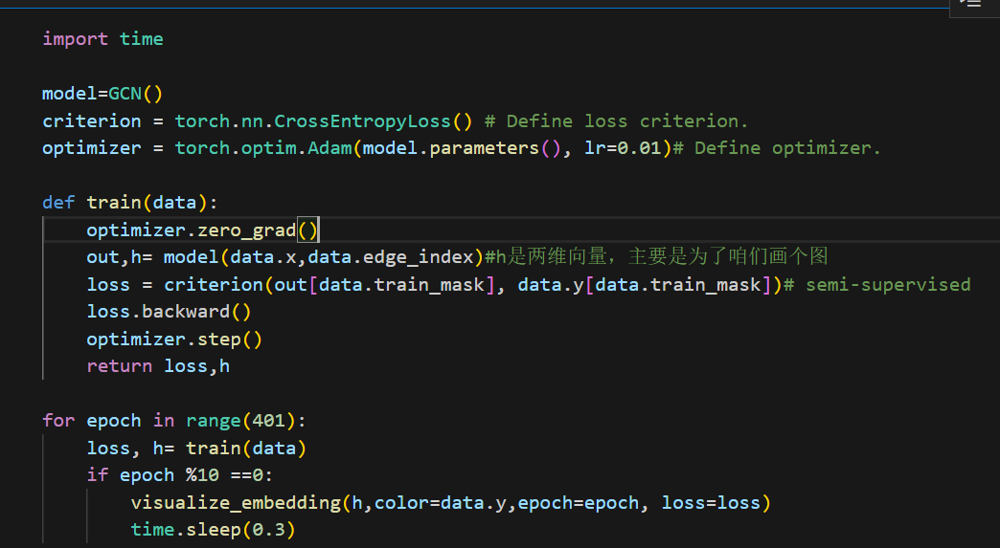 import time
model=GCN()
criterion = torch.nn.CrossEntropyLoss() # Define loss criterion.
optimizer = torch.optim.Adam(model.parameters(), lr=0.01)# Define optimizer.
def train(data):
    optimizer.zero_grad()
    out,h= model(data.x,data.edge_index)#h是两维向量，主要是为了咱们画个图
    loss = criterion(out[data.train_mask], data.y[data.train_mask])# semi-supervised
    loss.backward()
    optimizer.step()
    return loss,h
for epoch in range(401):
    loss, h= train(data)
    if epoch %10 ==0:
        visualize_embedding(h,color=data.y,epoch=epoch, loss=loss)
        time.sleep(0.3)